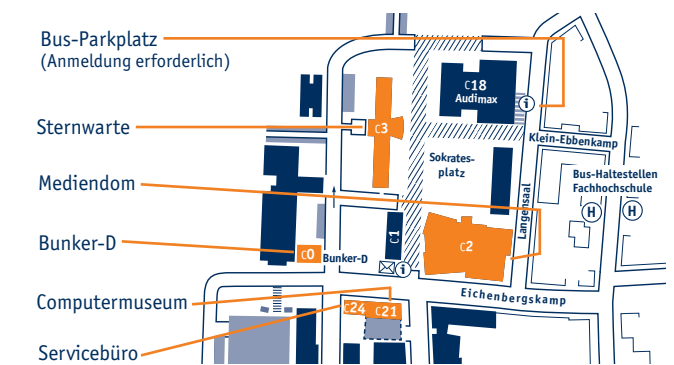 Bus-Parkplatz
(Anmeldung erforderlich)
C18
Audimax
i
Sternwarte
C3
Klein-Ebbenkamp
Sokrates-
platz
Bus-Haltestellen
Fachhochschule
H
H
Mediendom
Langensaal
C1
C2
Bunker-D
C0
Bunker-D
i
Eichenbergskamp
Computermuseum
C24
C21
Servicebüro